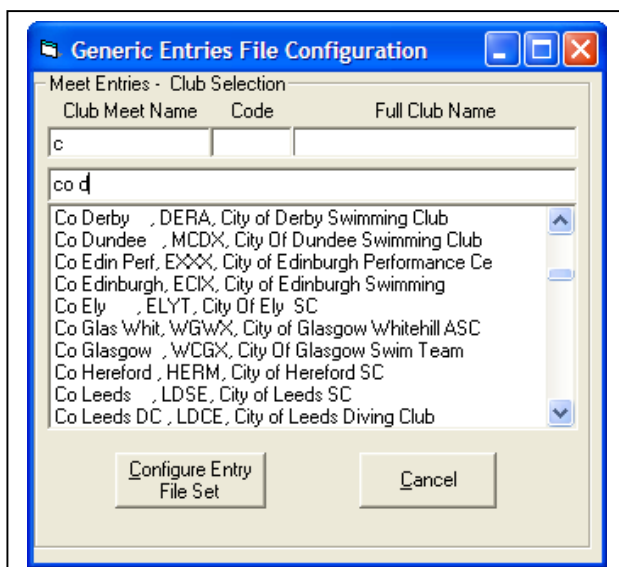 Generic Entries File Configuration
Meet Entries - Club Selection
Club Meet Name Code Full Club Name
c
co d
Co Derby , DERA, City of Derby Swimming Club
Co Dundee , MCDX, City Of Dundee Swimming Club
Co Edin Perf, EXXX, City of Edinburgh Performance Ce
Co Edinburgh, ECIX, City of Edinburgh Swimming
Co Ely , ELYT, City Of Ely SC
Co Glas Whit, WGWX, City of Glasgow Whitehill ASC
Co Glasgow , WCGX, City Of Glasgow Swim Team
Co Hereford , HERM, City of Hereford SC
Co Leeds , LDSE, City of Leeds SC
Co Leeds DC , LDCE, City of Leeds Diving Club
Configure Entry
File Set
Cancel